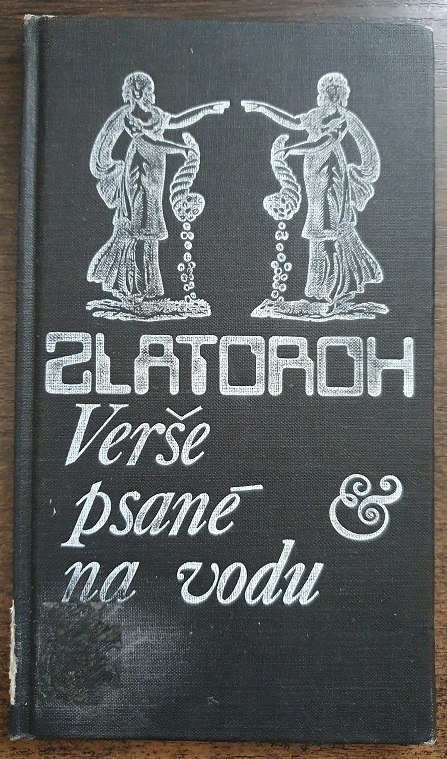 ZLATOROH
Verše
psané &
na vodu